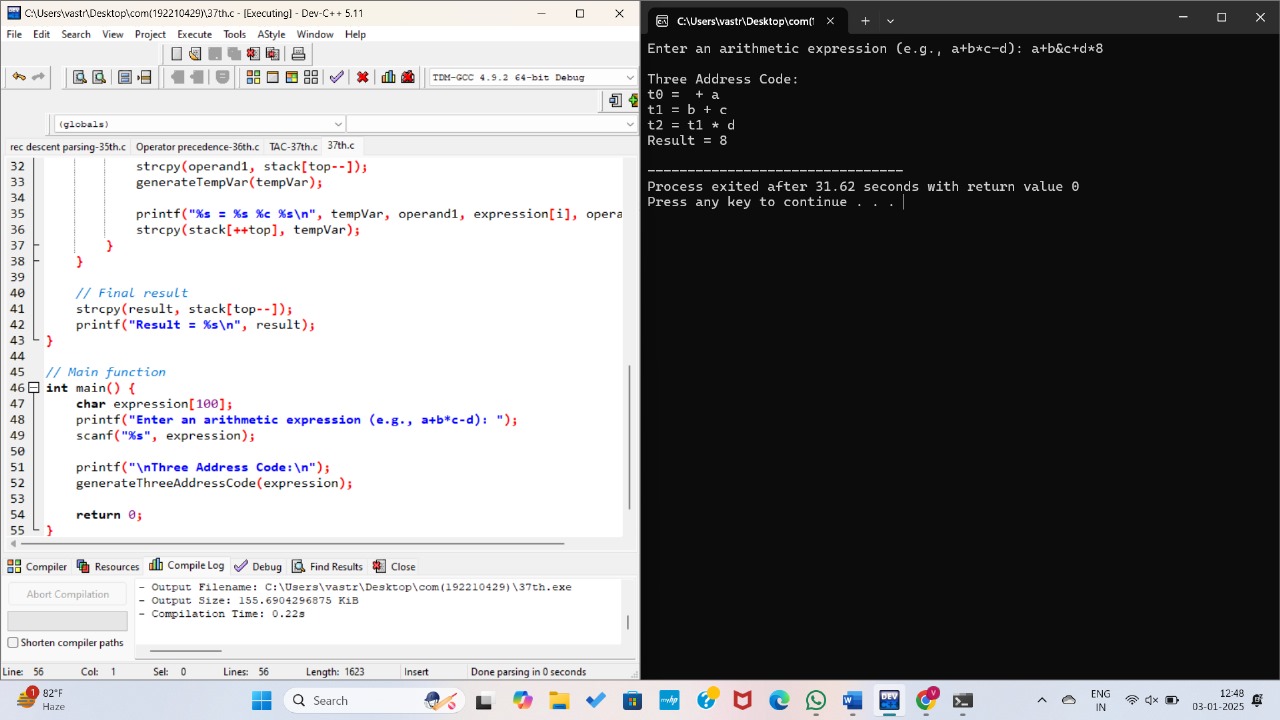 C:\Users\vastr\Desktop\com(192210429)\37th.c - [Executing] - Dev-C++ 5.11
File Edit Search View Project Execute Tools AStyle Window Help
TDM-GCC 4.9.2 64-bit Debug
(globals)
rec descent parsing-35th.c Operator precedence-36th.c TAC-37th.c 37th.c
32 strcpy(operand1, stack[top--]);
33 generateTempVar(tempVar);
34
35 printf("%s = %s %c %s\n", tempVar, operand1, expression[i], opera
36 strcpy(stack[++top], tempVar);
37 }
38 }
39
40 // Final result
41 strcpy(result, stack[top--]);
42 printf("Result = %s\n", result);
43 }
44
45 // Main function
46 int main() {
47 char expression[100];
48 printf("Enter an arithmetic expression (e.g., a+b*c-d): ");
49 scanf("%s", expression);
50
51 printf("\nThree Address Code:\n");
52 generateThreeAddressCode(expression);
53
54 return 0;
55 }
Compiler Resources Compile Log Debug Find Results Close
Abort Compilation
Shorten compiler paths
- Output Filename: C:\Users\vastr\Desktop\com(192210429)\37th.exe
- Output Size: 155.6904296875 KiB
- Compilation Time: 0.22s
Line: 56 Col: 1 Sel: 0 Lines: 56 Length: 1623 Insert Done parsing in 0 seconds
C:\Users\vastr\Desktop\com(1
Enter an arithmetic expression (e.g., a+b*c-d): a+b&c+d*8
Three Address Code:
t0 =  + a
t1 = b + c
t2 = t1 * d
Result = 8
--------------------------------
Process exited after 31.62 seconds with return value 0
Press any key to continue . . .
1
82°F
Haze
Search
DEV
C++
V
ENG
IN
12:48
03-01-2025